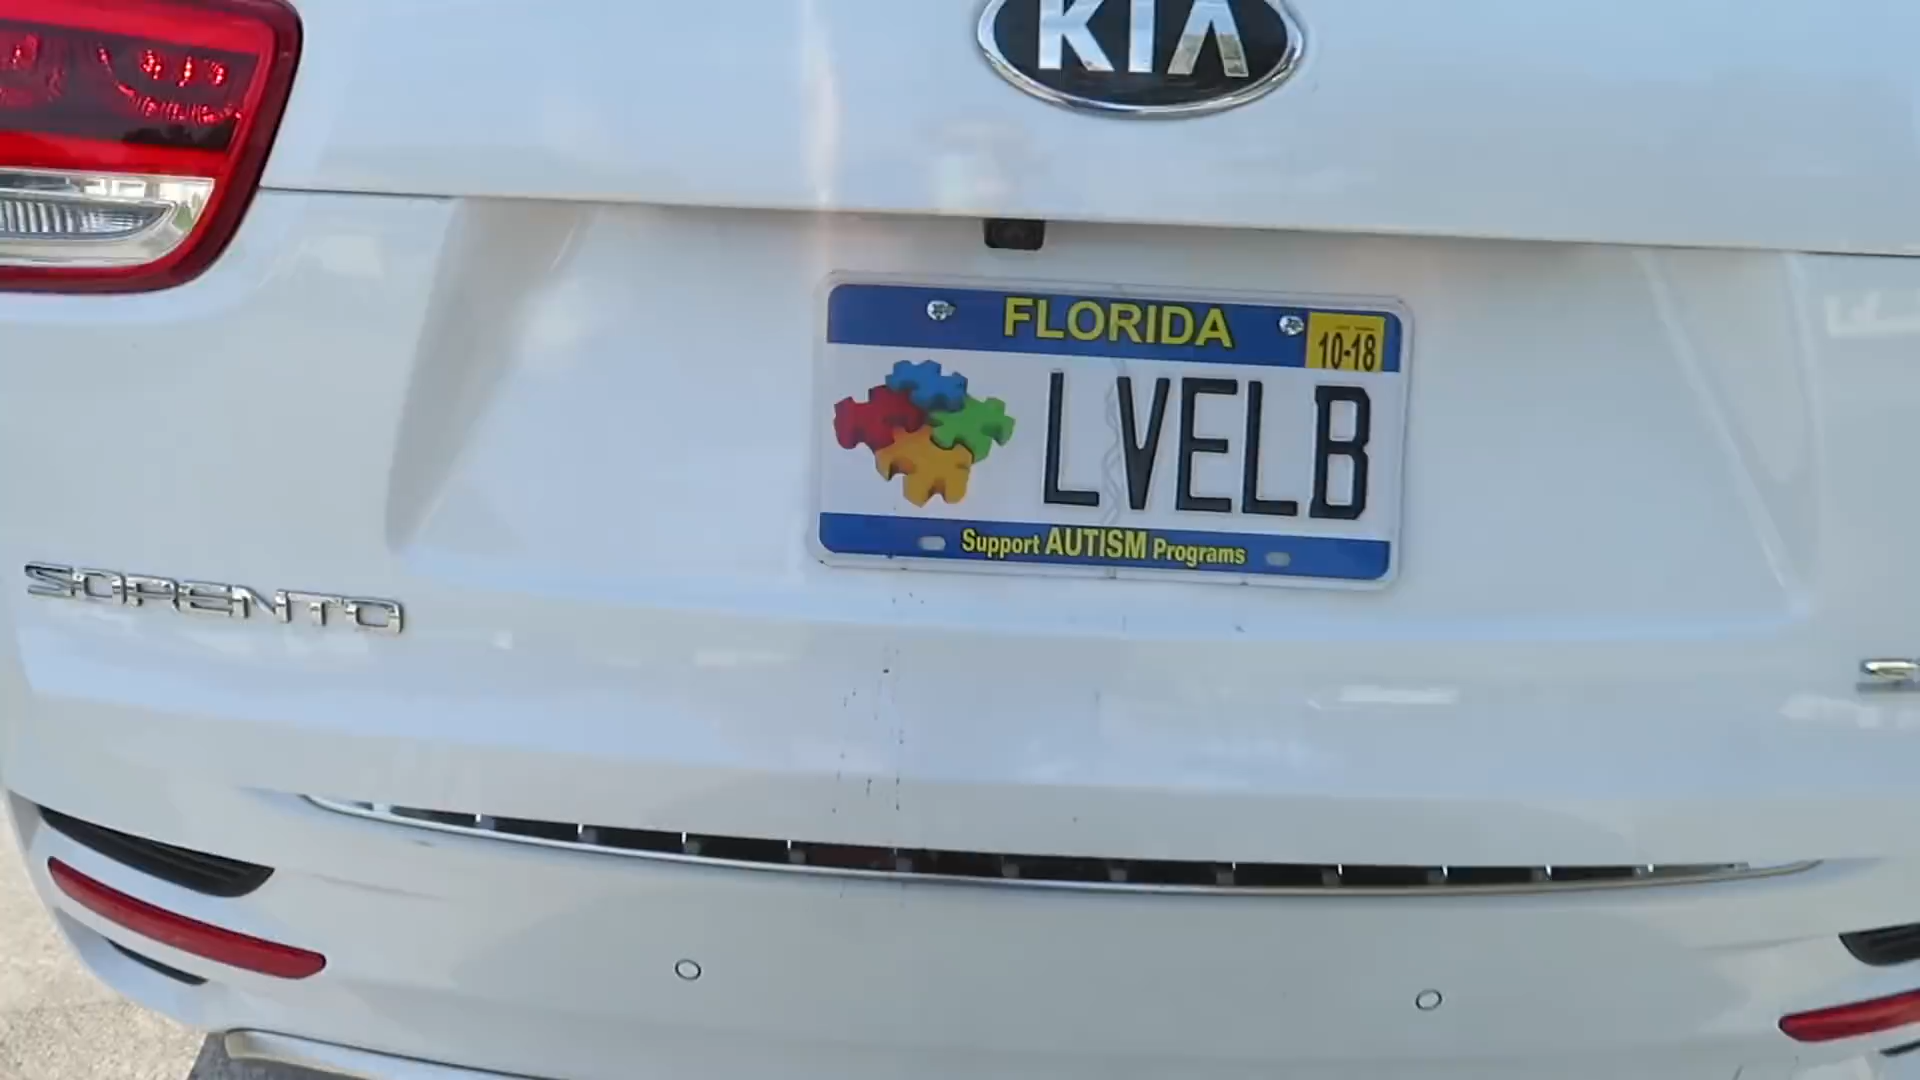 KIA
FLORIDA
10-18
LVELB
Support AUTISM Programs
SORENTO